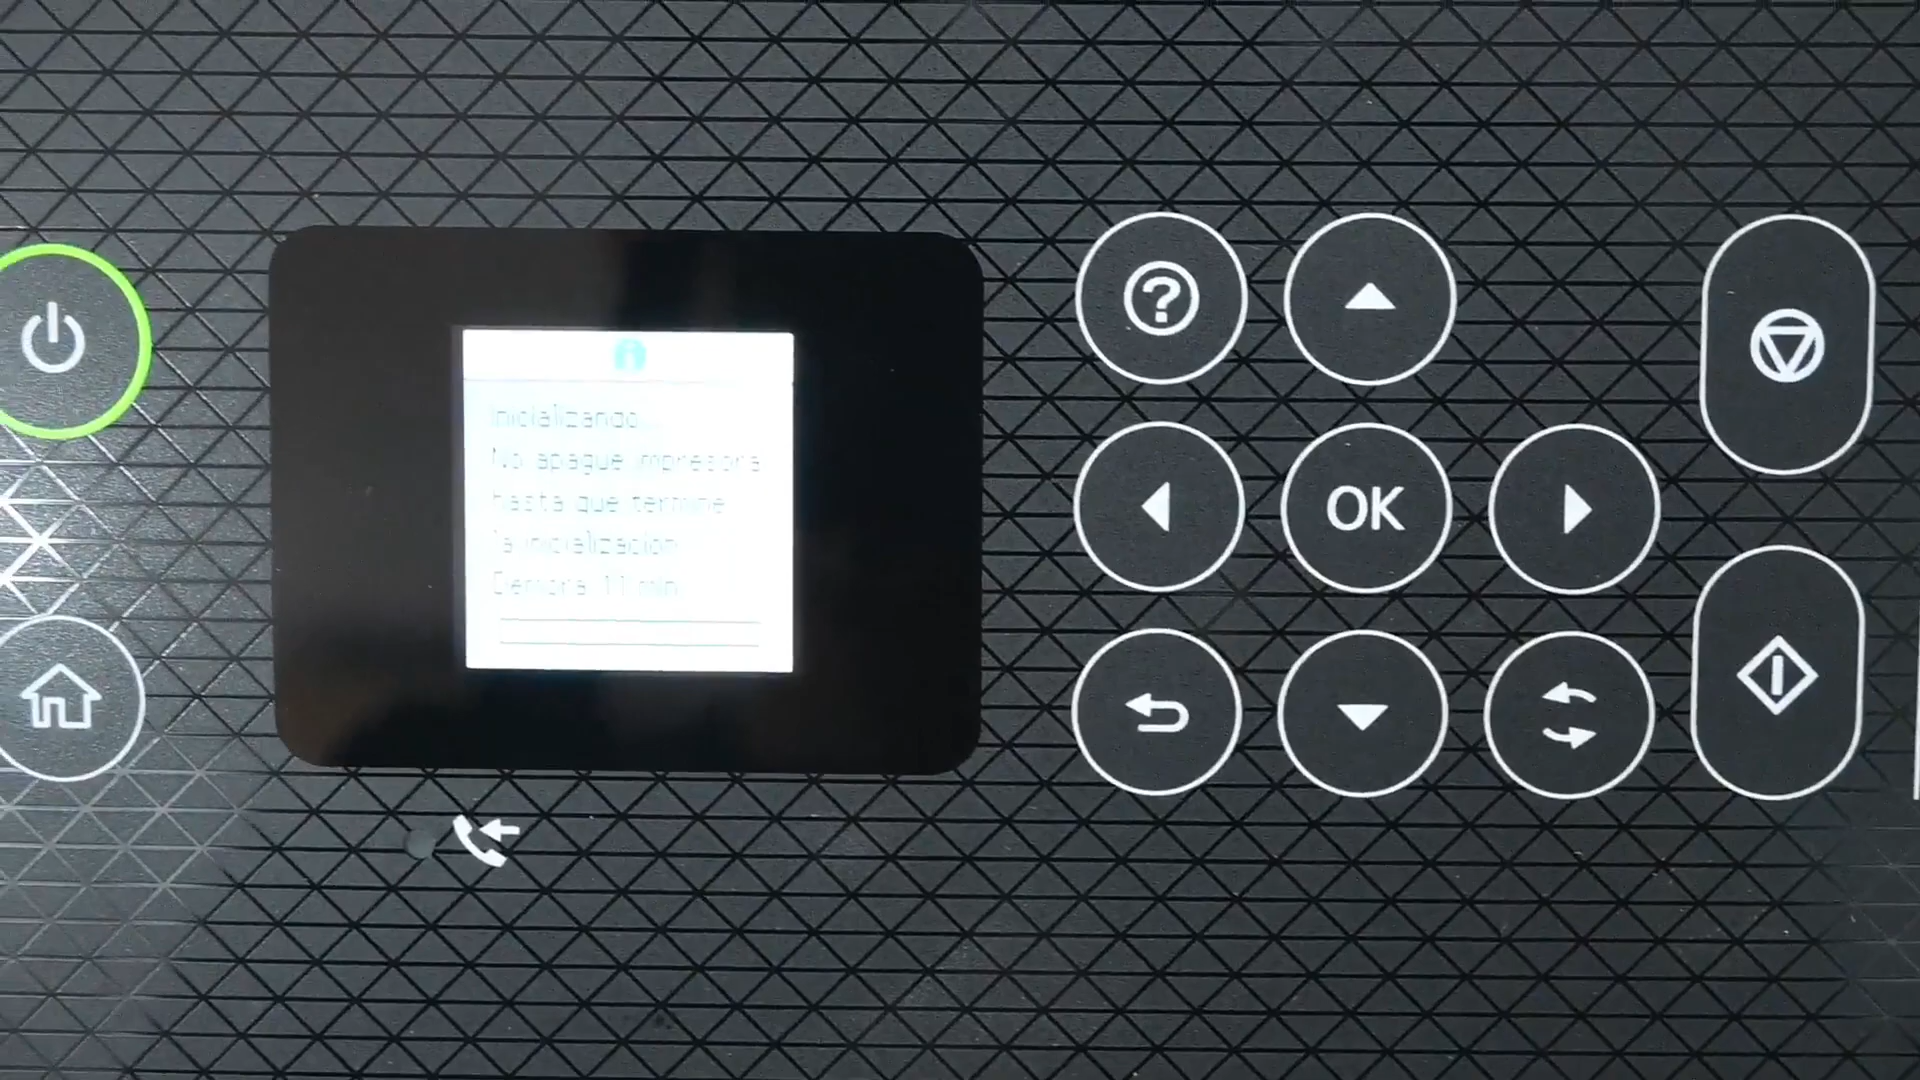 Inicializando...
No apague impresora
hasta que termine
la inicialización.
Demora 11 min.
?
OK